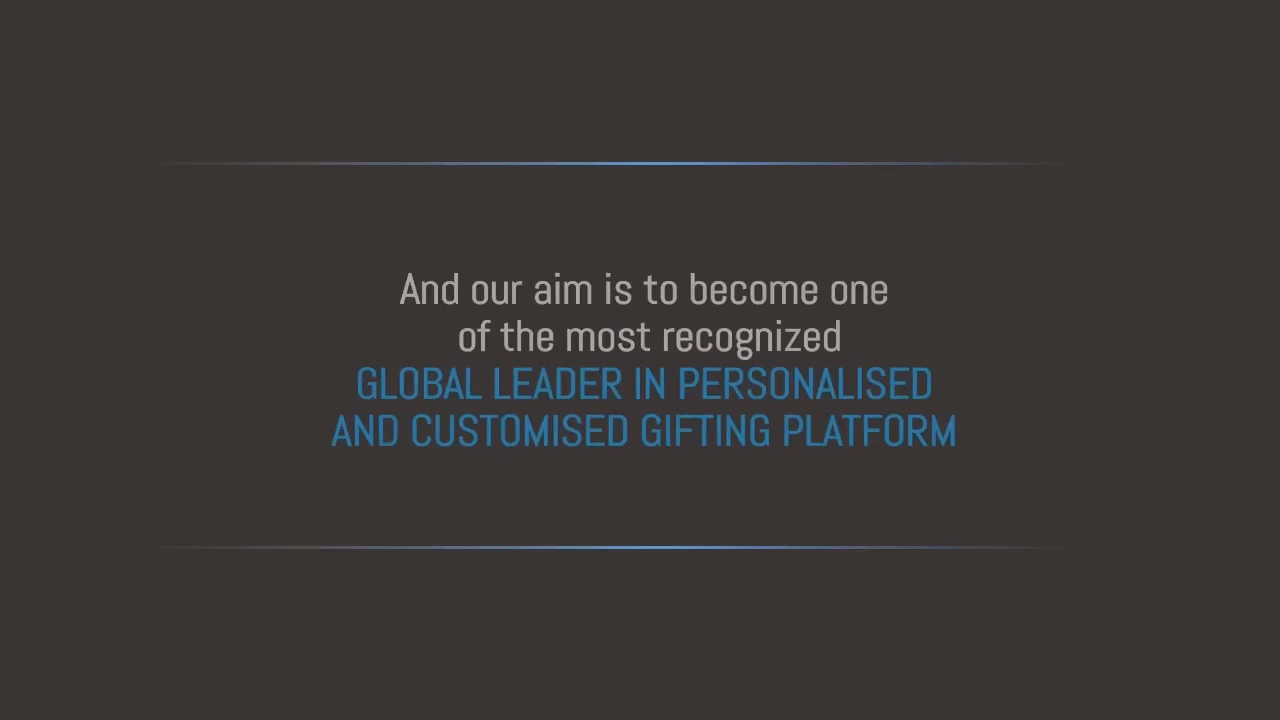 And our aim is to become one
of the most recognized
GLOBAL LEADER IN PERSONALISED
AND CUSTOMISED GIFTING PLATFORM